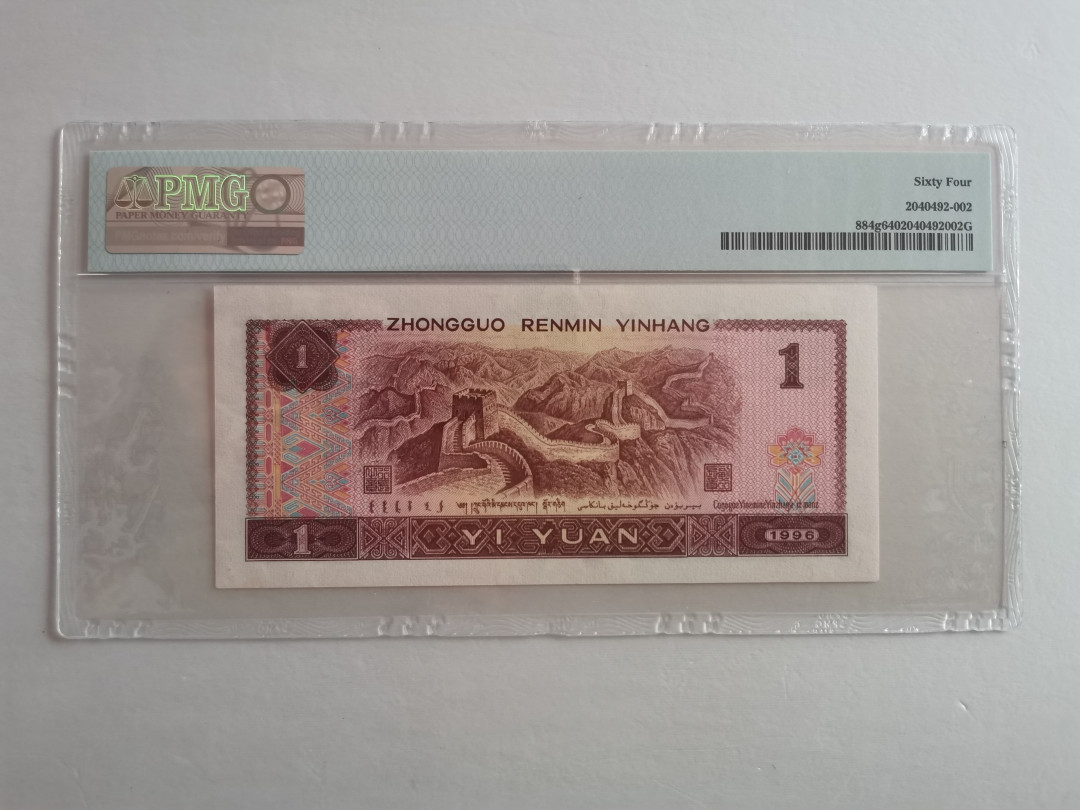 PMG
PAPER MONEY GUARANTY
Sixty Four
2040492-002
884g6402040492002G
ZHONGGUO RENMIN YINHANG
1
1
1
YI YUAN
1996